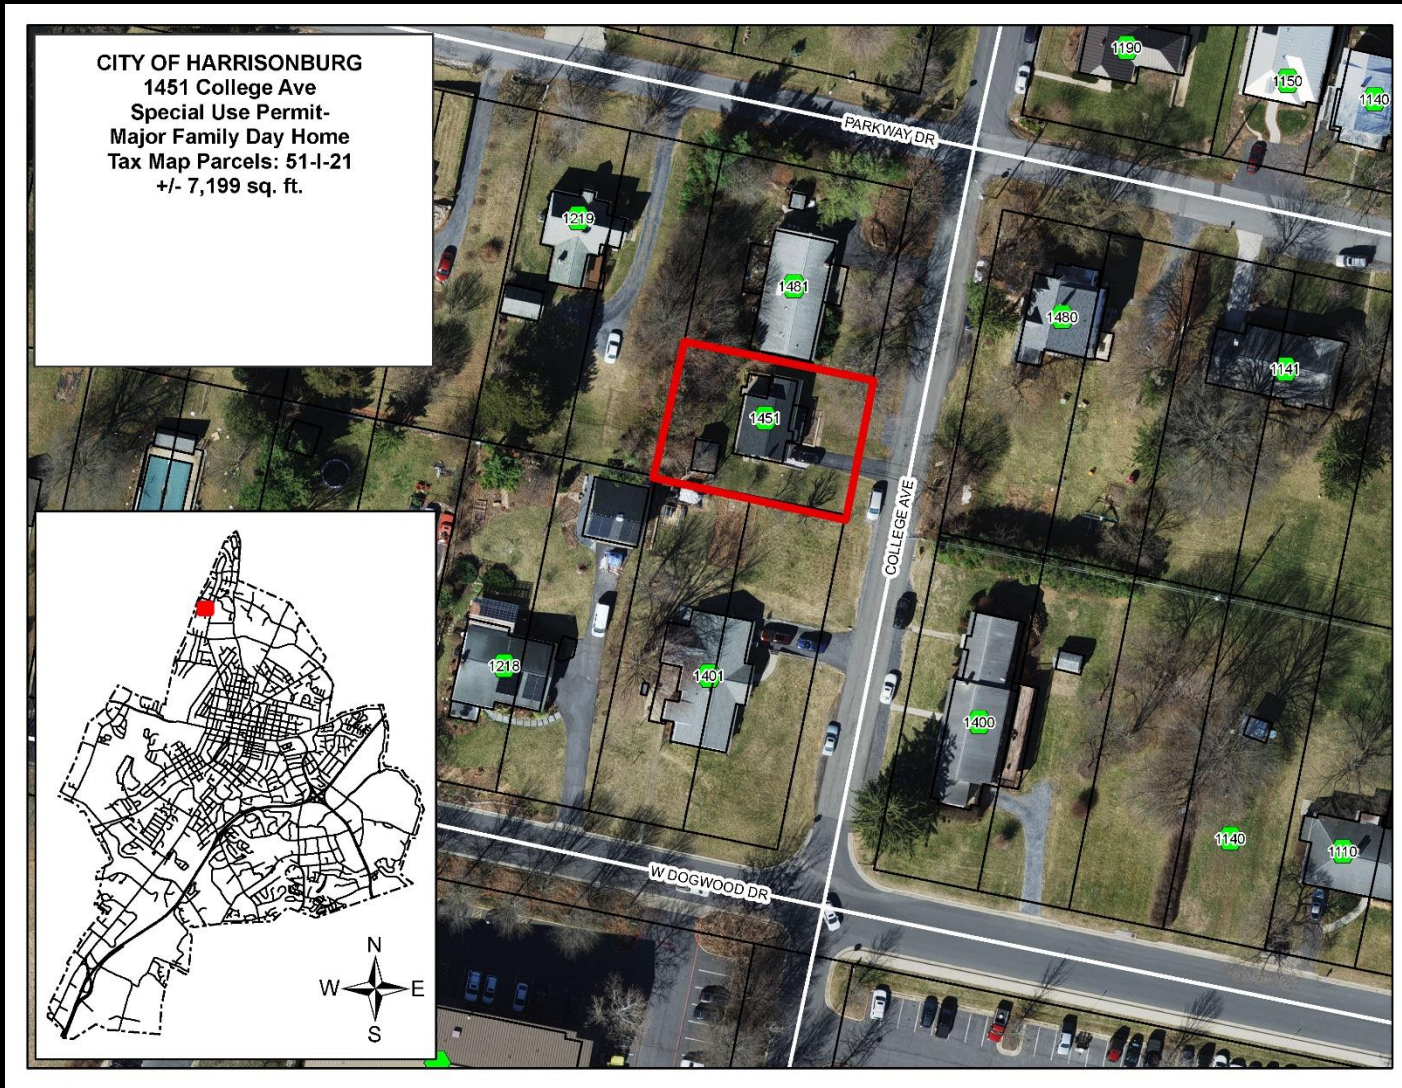 CITY OF HARRISONBURG
1451 College Ave
Special Use Permit-
Major Family Day Home
Tax Map Parcels: 51-I-21
+/- 7,199 sq. ft.
1190
1150
1140
PARKWAY DR
1219
1481
1480
1141
1451
COLLEGE AVE
1218
1401
1400
1140
1110
W DOGWOOD DR
N
W E
S